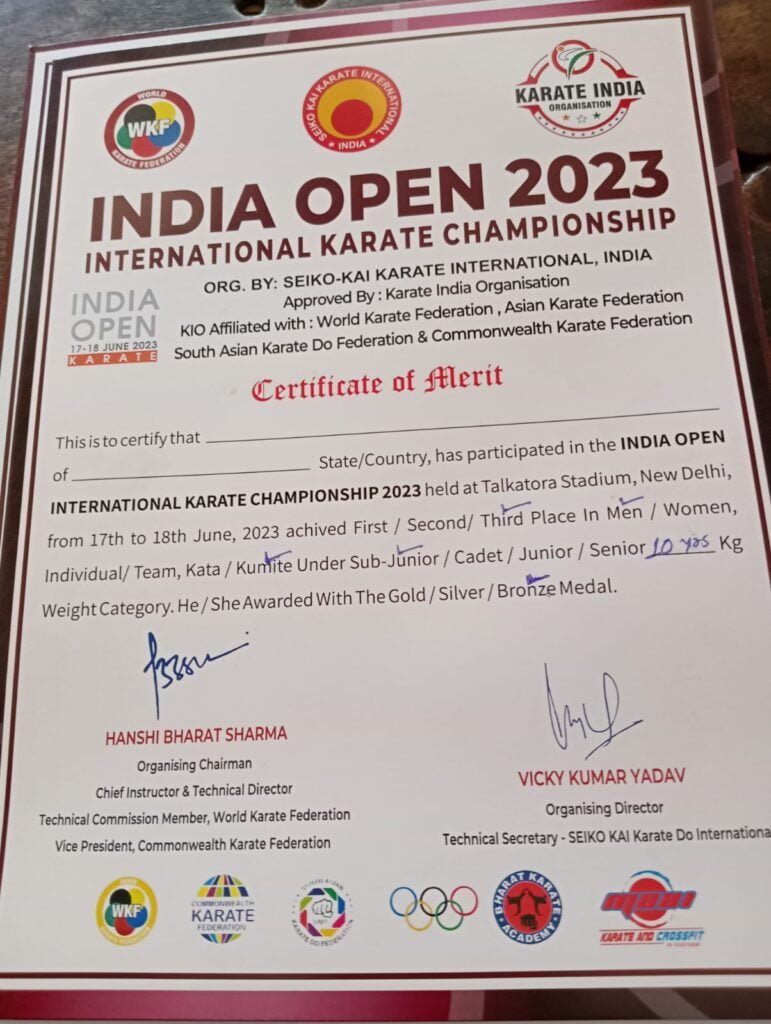 WORLD
WKF
KARATE FEDERATION
SEIKO KAI KARATE INTERNATIONAL
★ INDIA ★
KARATE INDIA
ORGANISATION
INDIA OPEN 2023
INTERNATIONAL KARATE CHAMPIONSHIP
ORG. BY: SEIKO-KAI KARATE INTERNATIONAL, INDIA
Approved By : Karate India Organisation
KIO Affiliated with : World Karate Federation , Asian Karate Federation
South Asian Karate Do Federation & Commonwealth Karate Federation
INDIA
OPEN
17-18 JUNE 2023
KARATE
Certificate of Merit
This is to certify that
of State/Country, has participated in the INDIA OPEN
INTERNATIONAL KARATE CHAMPIONSHIP 2023 held at Talkatora Stadium, New Delhi,
from 17th to 18th June, 2023 achived First / Second/ Third Place In Men / Women,
Individual/ Team, Kata / Kumite Under Sub-Junior / Cadet / Junior / Senior 10 yrs Kg
Weight Category. He / She Awarded With The Gold / Silver / Bronze Medal.
HANSHI BHARAT SHARMA
Organising Chairman
Chief Instructor & Technical Director
Technical Commission Member, World Karate Federation
Vice President, Commonwealth Karate Federation
VICKY KUMAR YADAV
Organising Director
Technical Secretary - SEIKO KAI Karate Do Internationa
WKF
COMMONWEALTH
KARATE
FEDERATION
KARATE DO FEDERATION
BHARAT KARATE
ACADEMY
KARATE AND CROSSFIT